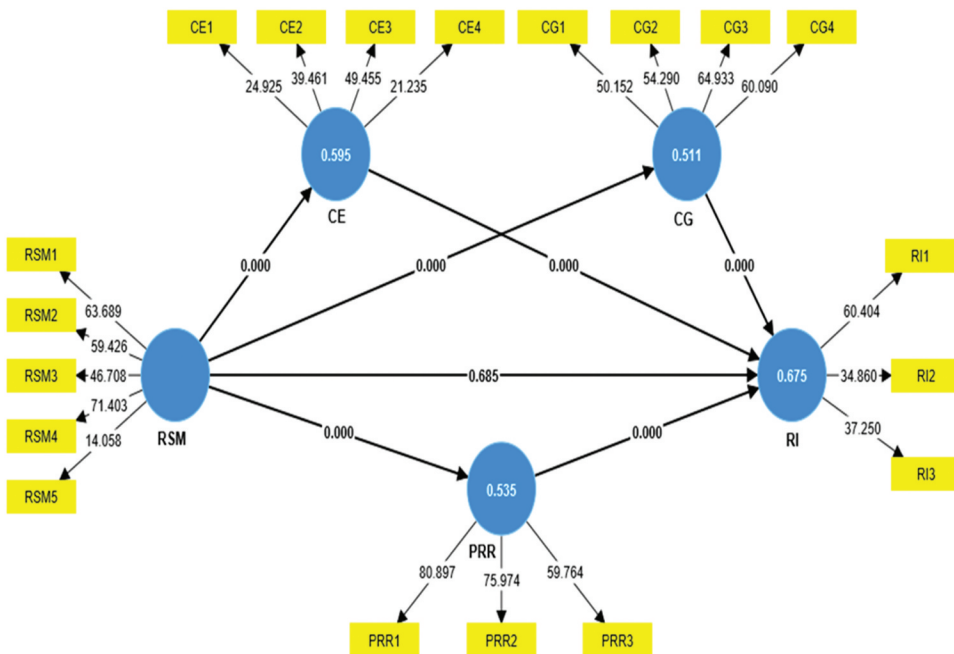 CE1 CE2 CE3 CE4 CG1 CG2 CG3 CG4
24.925 39.461 49.455 21.235 50.152 54.290 64.933 60.090
0.595 0.511
CE CG
RSM1 RI1
0.000 0.000 0.000 0.000
63.689 60.404
RSM2
59.426
RSM3 46.708 0.685 0.675 34.860 RI2
71.403
RSM4 14.058 RSM 0.000 0.000 RI 37.250
RSM5 0.535 RI3
PRR
80.897 75.974 59.764
PRR1 PRR2 PRR3